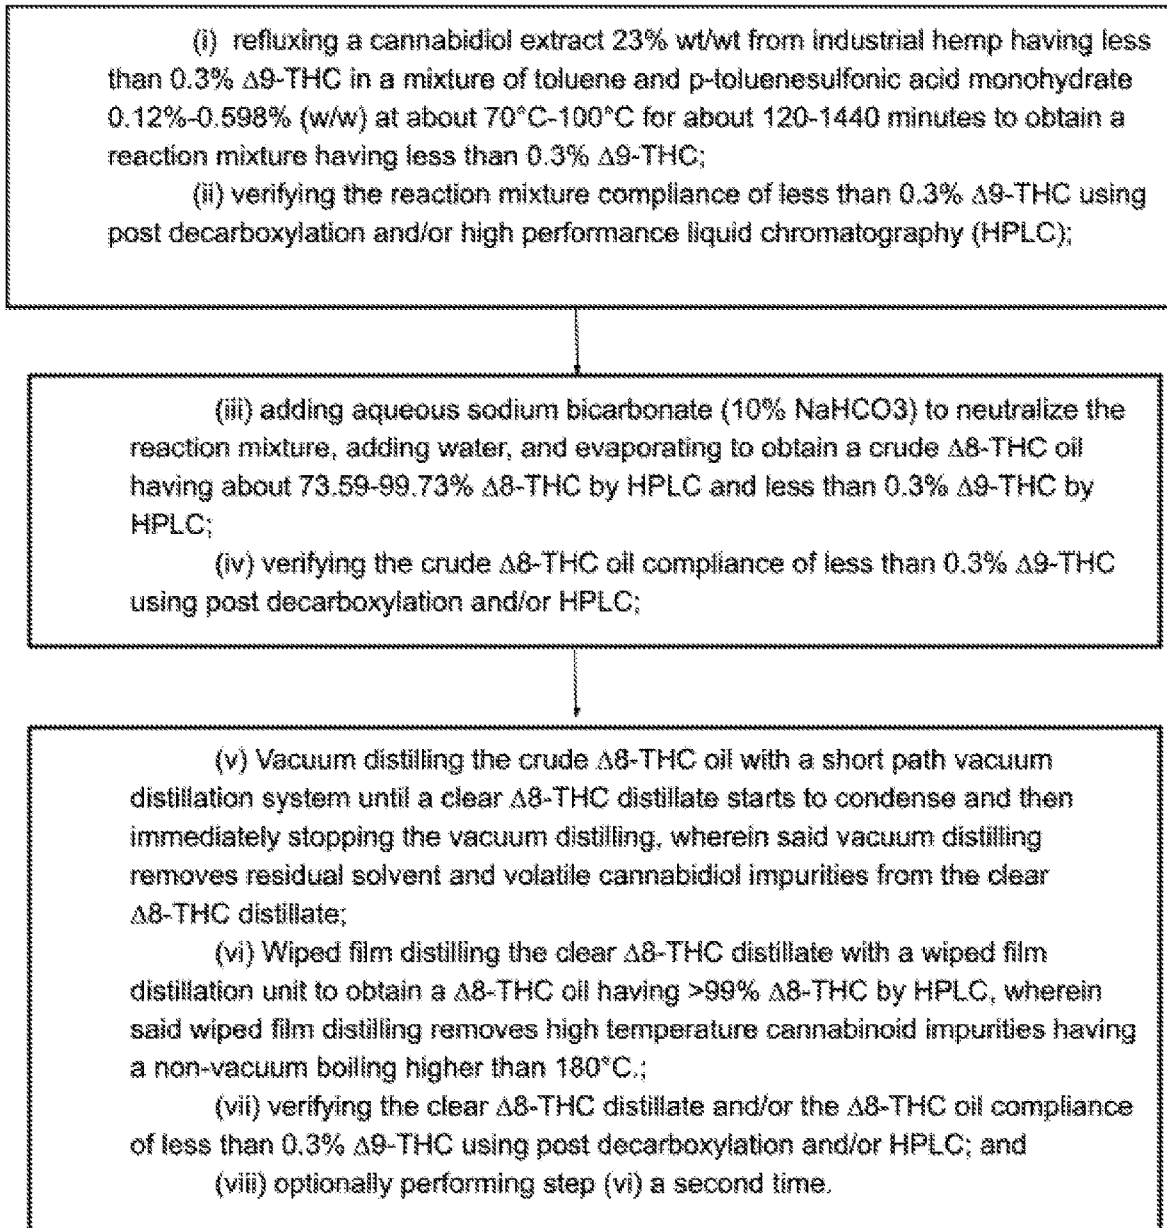 (i) refluxing a cannabidiol extract 23% wt/wt from industrial hemp having less
than 0.3% Δ9-THC in a mixture of toluene and p-toluenesulfonic acid monohydrate
0.12%-0.598% (w/w) at about 70°C-100°C for about 120-1440 minutes to obtain a
reaction mixture having less than 0.3% Δ9-THC;
(ii) verifying the reaction mixture compliance of less than 0.3% Δ9-THC using
post decarboxylation and/or high performance liquid chromatography (HPLC);
(iii) adding aqueous sodium bicarbonate (10% NaHCO3) to neutralize the
reaction mixture, adding water, and evaporating to obtain a crude Δ8-THC oil
having about 73.59-99.73% Δ8-THC by HPLC and less than 0.3% Δ9-THC by
HPLC;
(iv) verifying the crude Δ8-THC oil compliance of less than 0.3% Δ9-THC
using post decarboxylation and/or HPLC;
(v) Vacuum distilling the crude Δ8-THC oil with a short path vacuum
distillation system until a clear Δ8-THC distillate starts to condense and then
immediately stopping the vacuum distilling, wherein said vacuum distilling
removes residual solvent and volatile cannabidiol impurities from the clear
Δ8-THC distillate;
(vi) Wiped film distilling the clear Δ8-THC distillate with a wiped film
distillation unit to obtain a Δ8-THC oil having >99% Δ8-THC by HPLC, wherein
said wiped film distilling removes high temperature cannabinoid impurities having
a non-vacuum boiling higher than 180°C.;
(vii) verifying the clear Δ8-THC distillate and/or the Δ8-THC oil compliance
of less than 0.3% Δ9-THC using post decarboxylation and/or HPLC; and
(viii) optionally performing step (vi) a second time.